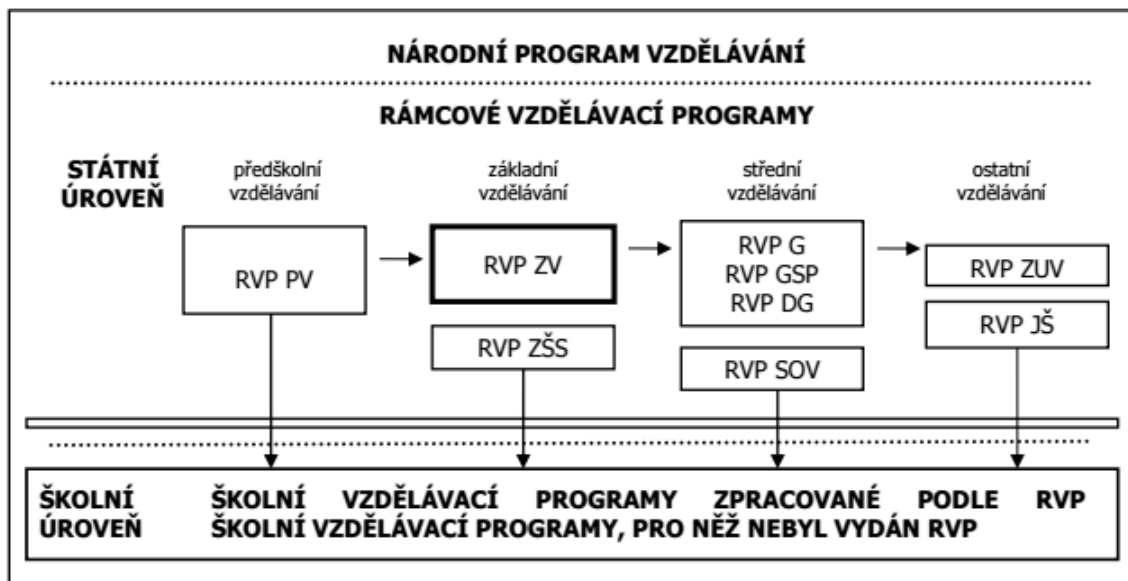 NÁRODNÍ PROGRAM VZDĚLÁVÁNÍ
RÁMCOVÉ VZDĚLÁVACÍ PROGRAMY
STÁTNÍ
ÚROVEŇ
předškolní
vzdělávání
základní
vzdělávání
střední
vzdělávání
ostatní
vzdělávání
RVP PV
RVP ZV
RVP ZŠS
RVP G
RVP GSP
RVP DG
RVP SOV
RVP ZUV
RVP JŠ
ŠKOLNÍ
ÚROVEŇ
ŠKOLNÍ VZDĚLÁVACÍ PROGRAMY ZPRACOVANÉ PODLE RVP
ŠKOLNÍ VZDĚLÁVACÍ PROGRAMY, PRO NĚŽ NEBYL VYDÁN RVP